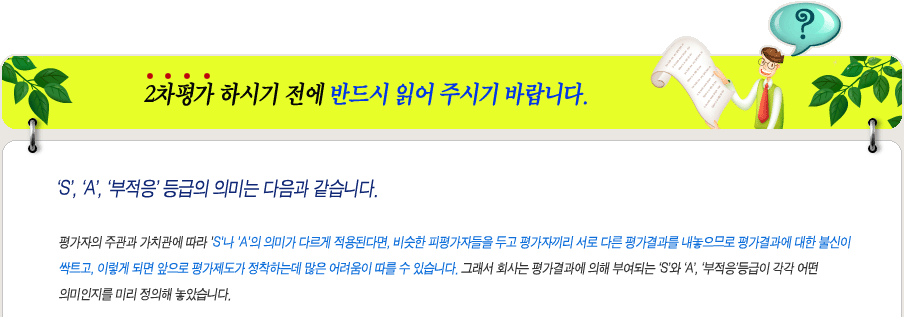 ?
2차평가 하시기 전에 반드시 읽어 주시기 바랍니다.
‘S’, ‘A’, ‘부적응’ 등급의 의미는 다음과 같습니다.
평가자의 주관과 가치관에 따라 'S'나 'A'의 의미가 다르게 적용된다면, 비슷한 피평가자들을 두고 평가자끼리 서로 다른 평가결과를 내놓으므로 평가결과에 대한 불신이
싹트고, 이렇게 되면 앞으로 평가제도가 정착하는데 많은 어려움이 따를 수 있습니다. 그래서 회사는 평가결과에 의해 부여되는 ‘S’와 ‘A’, ‘부적응’등급이 각각 어떤
의미인지를 미리 정의해 놓았습니다.